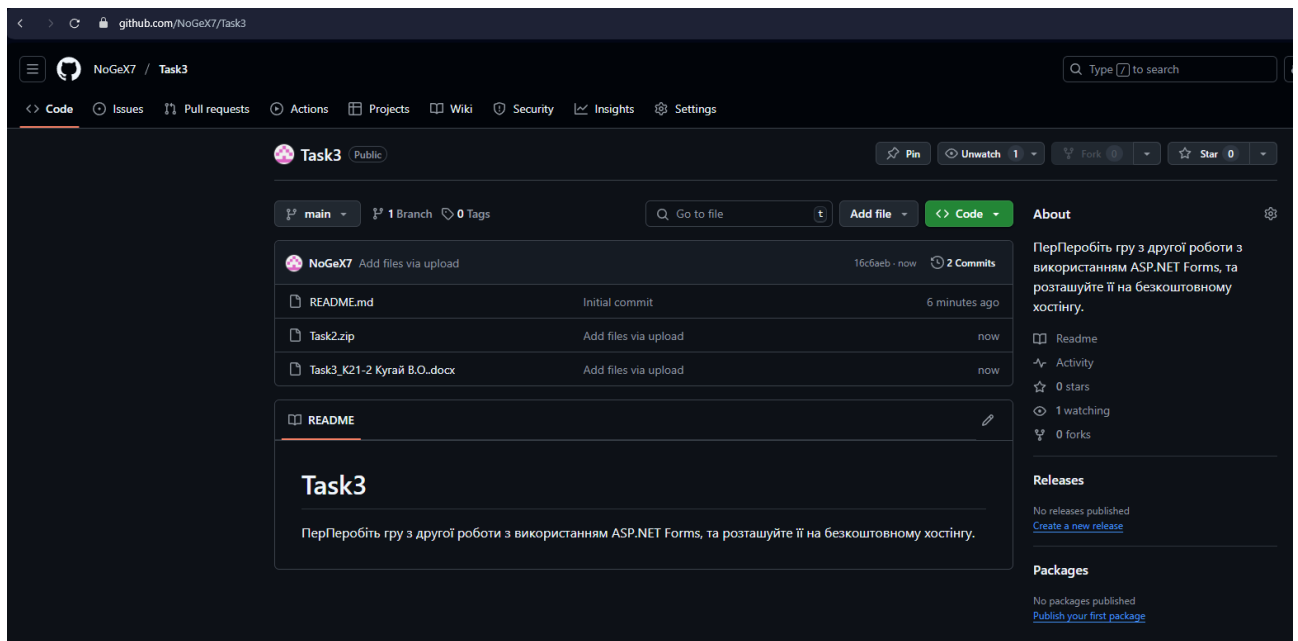 github.com/NoGeX7/Task3
NoGeX7 / Task3
Type / to search
Code Issues Pull requests Actions Projects Wiki Security Insights Settings
Task3 Public
Pin Unwatch 1 Fork 0 Star 0
main 1 Branch 0 Tags Go to file t Add file Code
About
ПерПеробіть гру з другої роботи з
використанням ASP.NET Forms, та
розташуйте її на безкоштовному
хостінгу.
NoGeX7 Add files via upload 16c6aeb · now 2 Commits
README.md Initial commit 6 minutes ago
Task2.zip Add files via upload now
Task3_K21-2 Кугай В.О..docx Add files via upload now
Readme
Activity
0 stars
1 watching
0 forks
README
Task3
ПерПеробіть гру з другої роботи з використанням ASP.NET Forms, та розташуйте її на безкоштовному хостінгу.
Releases
No releases published
Create a new release
Packages
No packages published
Publish your first package